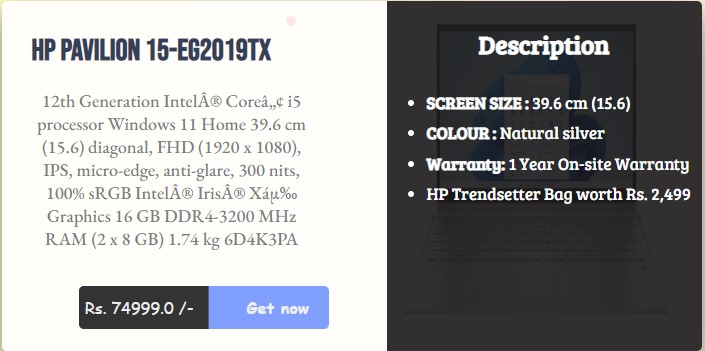 HP PAVILION 15-EG2019TX
12th Generation IntelÂ® Coreâ„¢ i5
processor Windows 11 Home 39.6 cm
(15.6) diagonal, FHD (1920 x 1080),
IPS, micro-edge, anti-glare, 300 nits,
100% sRGB IntelÂ® IrisÂ® Xáµ‰
Graphics 16 GB DDR4-3200 MHz
RAM (2 x 8 GB) 1.74 kg 6D4K3PA
Rs. 74999.0 /-
Get now
Description
SCREEN SIZE : 39.6 cm (15.6)
COLOUR : Natural silver
Warranty: 1 Year On-site Warranty
HP Trendsetter Bag worth Rs. 2,499